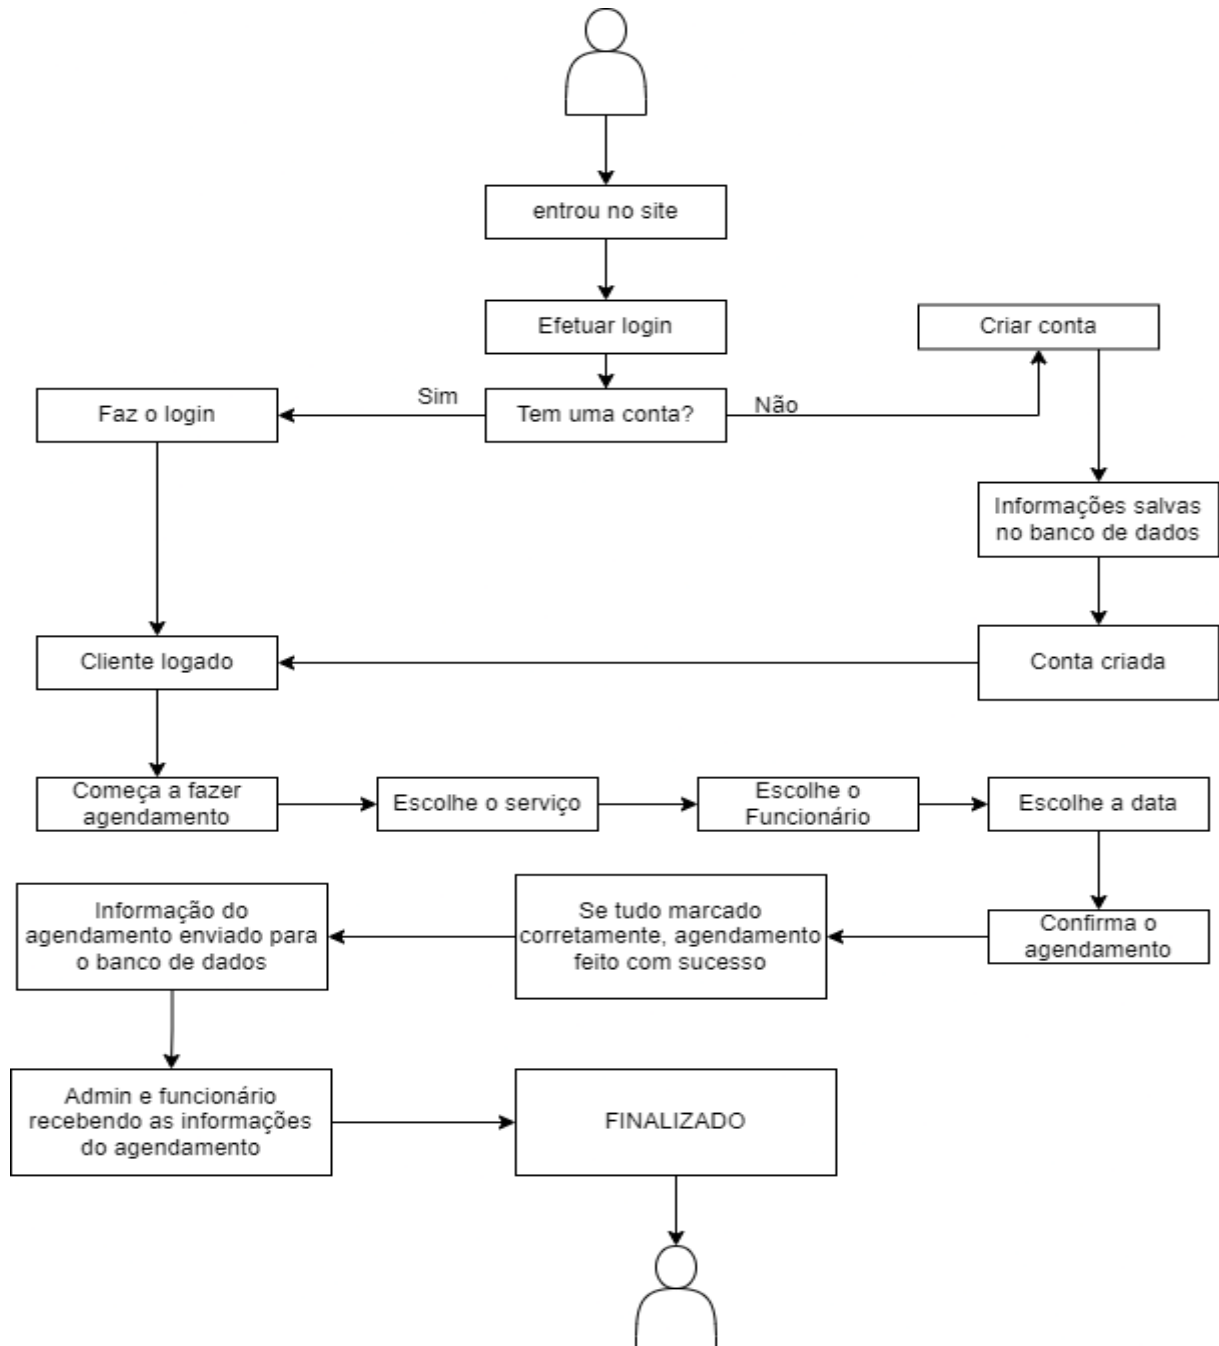 entrou no site
Efetuar login
Criar conta
Sim
Faz o login
Tem uma conta?
Não
Informações salvas
no banco de dados
Cliente logado
Conta criada
Começa a fazer
agendamento
Escolhe o serviço
Escolhe o
Funcionário
Escolhe a data
Confirma o
agendamento
Se tudo marcado
corretamente, agendamento
feito com sucesso
Informação do
agendamento enviado para
o banco de dados
Admin e funcionário
recebendo as informações
do agendamento
FINALIZADO